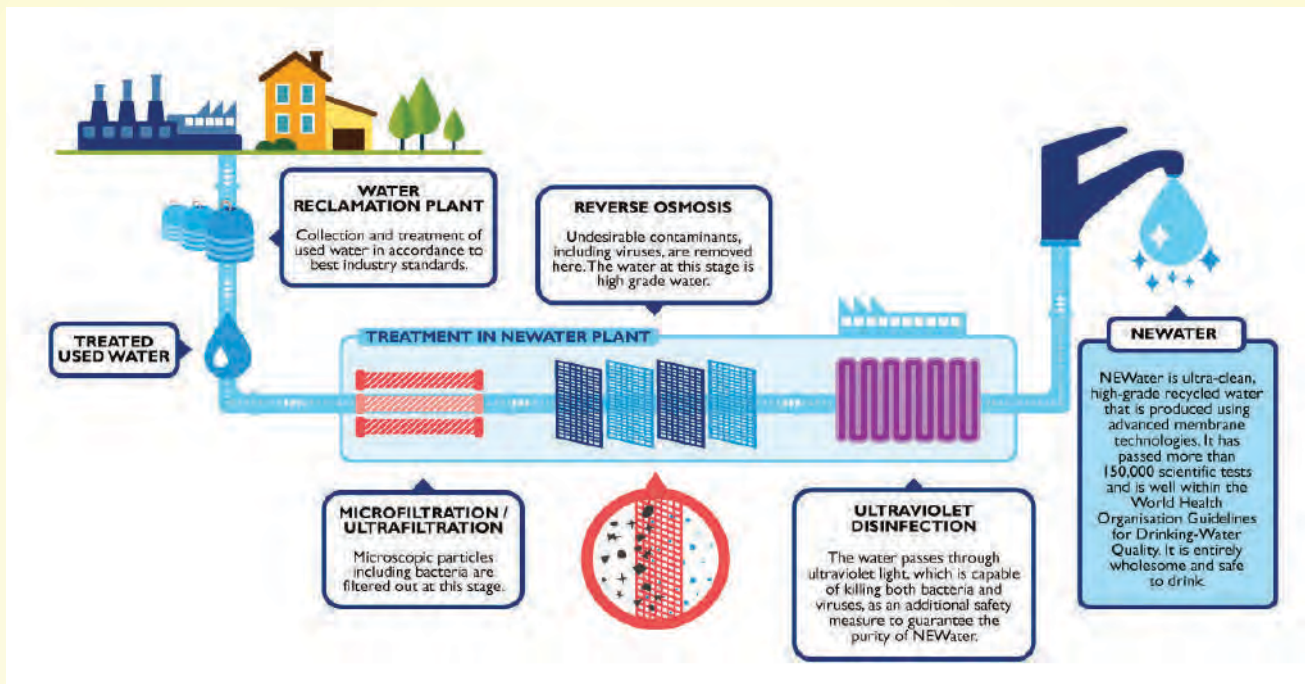 WATER
RECLAMATION PLANT
Collection and treatment of
used water in accordance to
best industry standards.
TREATED
USED WATER
TREATMENT IN NEWATER PLANT
MICROFILTRATION /
ULTRAFILTRATION
Microscopic particles
including bacteria are
filtered out at this stage.
REVERSE OSMOSIS
Undesirable contaminants,
including viruses, are removed
here. The water at this stage is
high grade water.
ULTRAVIOLET
DISINFECTION
The water passes through
ultraviolet light, which is capable
of killing both bacteria and
viruses, as an additional safety
measure to guarantee the
purity of NEWater.
NEWATER
NEWater is ultra-clean,
high-grade recycled water
that is produced using
advanced membrane
technologies. It has
passed more than
150,000 scientific tests
and is well within the
World Health
Organisation Guidelines
for Drinking-Water
Quality. It is entirely
wholesome and safe
to drink.